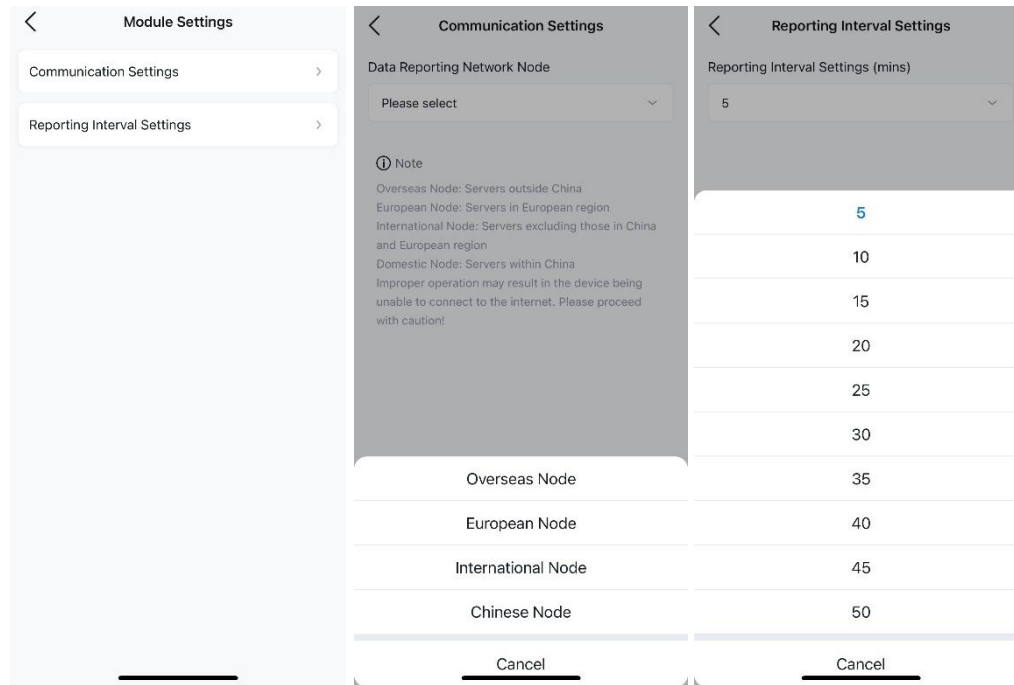 Module Settings
Communication Settings
Reporting Interval Settings
Communication Settings
Data Reporting Network Node
Please select
Note
Overseas Node: Servers outside China
European Node: Servers in European region
International Node: Servers excluding those in China
and European region
Domestic Node: Servers within China
Improper operation may result in the device being
unable to connect to the internet. Please proceed
with caution!
Overseas Node
European Node
International Node
Chinese Node
Cancel
Reporting Interval Settings
Reporting Interval Settings (mins)
5
5
10
15
20
25
30
35
40
45
50
Cancel